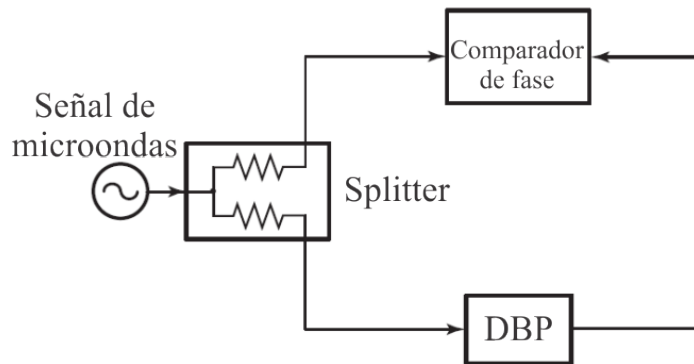 Comparador
de fase
Señal de
microondas
Splitter
DBP